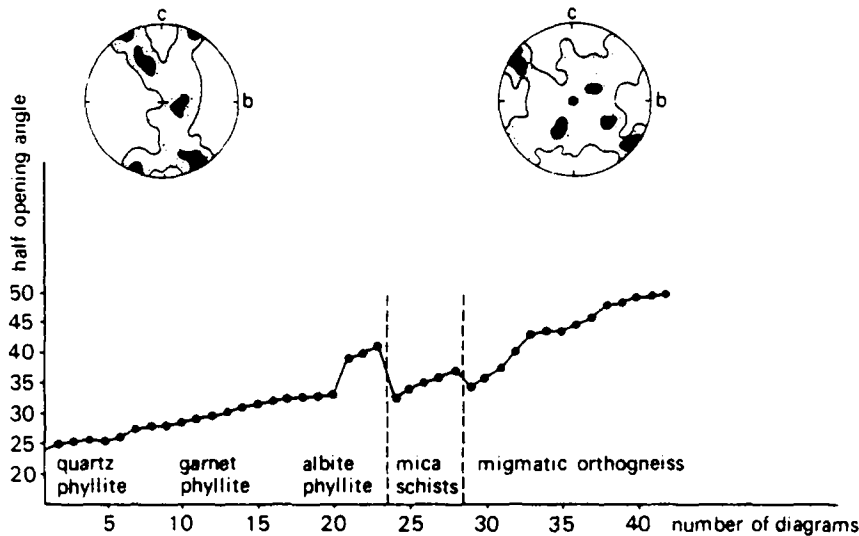 c
b
c
b
half opening angle
50
45
40
35
30
25
20
quartz phyllite
garnet phyllite
albite phyllite
mica schists
migmatic orthogneiss
5 10 15 20 25 30 35 40 number of diagrams